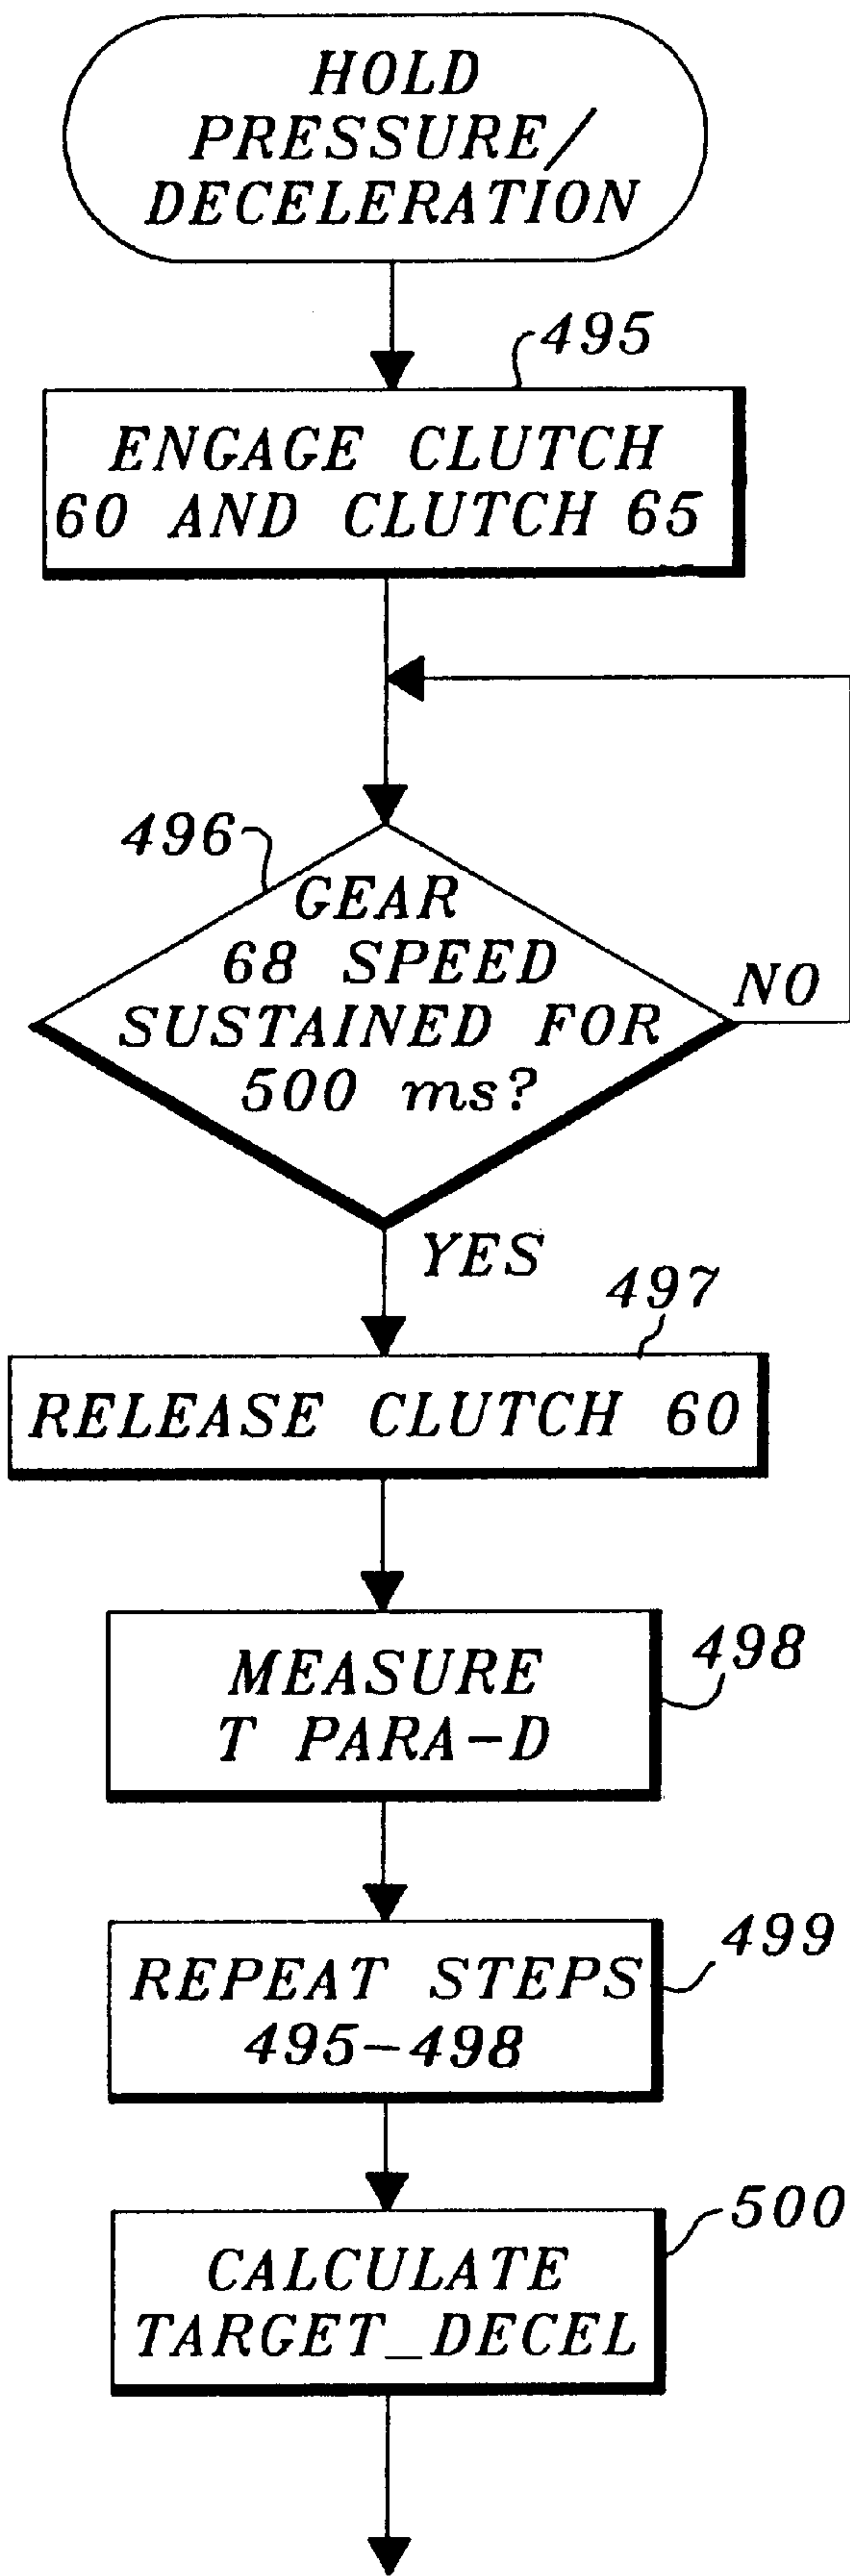 HOLD
PRESSURE/
DECELERATION
495
ENGAGE CLUTCH
60 AND CLUTCH 65
496
GEAR
68 SPEED
SUSTAINED FOR
500 ms?
NO
YES
497
RELEASE CLUTCH 60
498
MEASURE
T PARA-D
499
REPEAT STEPS
495-498
500
CALCULATE
TARGET_DECEL